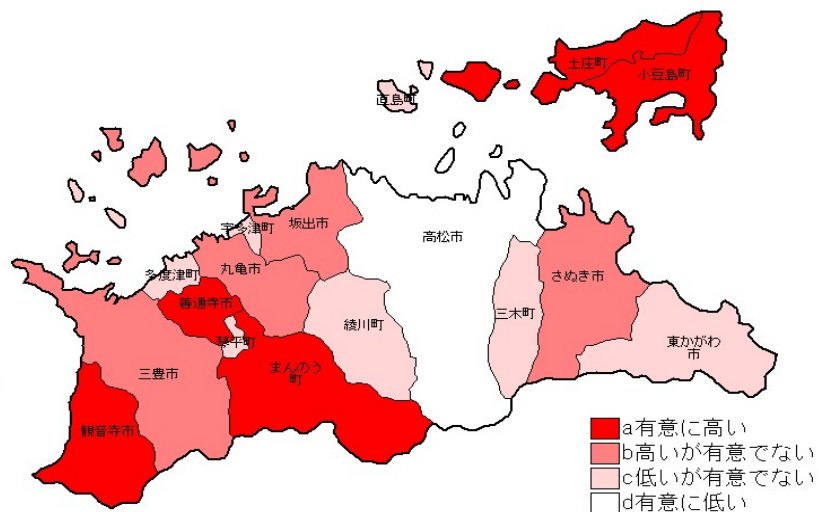 土庄町
小豆島町
直島町
宇多津町
坂出市
高松市
多度津町
丸亀市
さぬき市
善通寺市
三木町
綾川町
琴平町
東かがわ
市
まんのう
町
三豊市
観音寺市
a有意に高い
b高いが有意でない
c低いが有意でない
d有意に低い